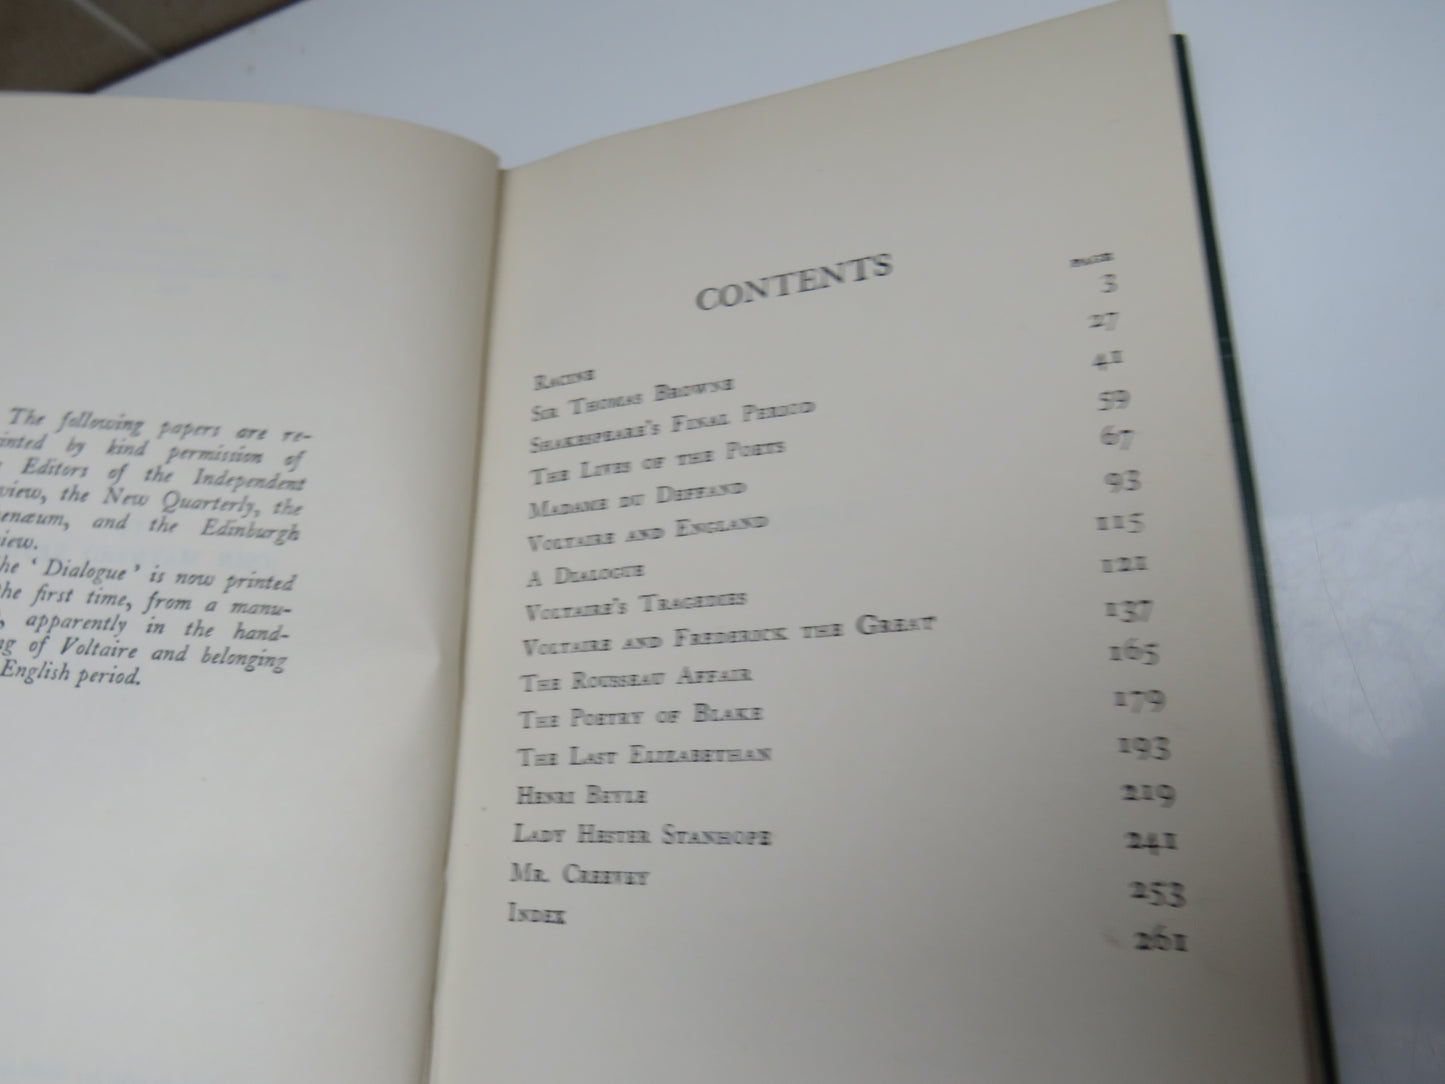 The following papers are re-
inted by kind permission of
Editors of the Independent
view, the New Quarterly, the
enæum, and the Edinburgh
iew.
he ‘Dialogue’ is now printed
he first time, from a manu-
, apparently in the hand-
ng of Voltaire and belonging
English period.
CONTENTS
PAGE
Racine 3
Sir Thomas Browne 27
Shakespeare's Final Period 41
The Lives of the Poets 59
Madame du Deffand 67
Voltaire and England 93
A Dialogue 115
Voltaire's Tragedies 121
Voltaire and Frederick the Great 137
The Rousseau Affair 165
The Poetry of Blake 179
The Last Elizabethan 193
Henri Beyle 219
Lady Hester Stanhope 241
Mr. Creevey 253
Index 261